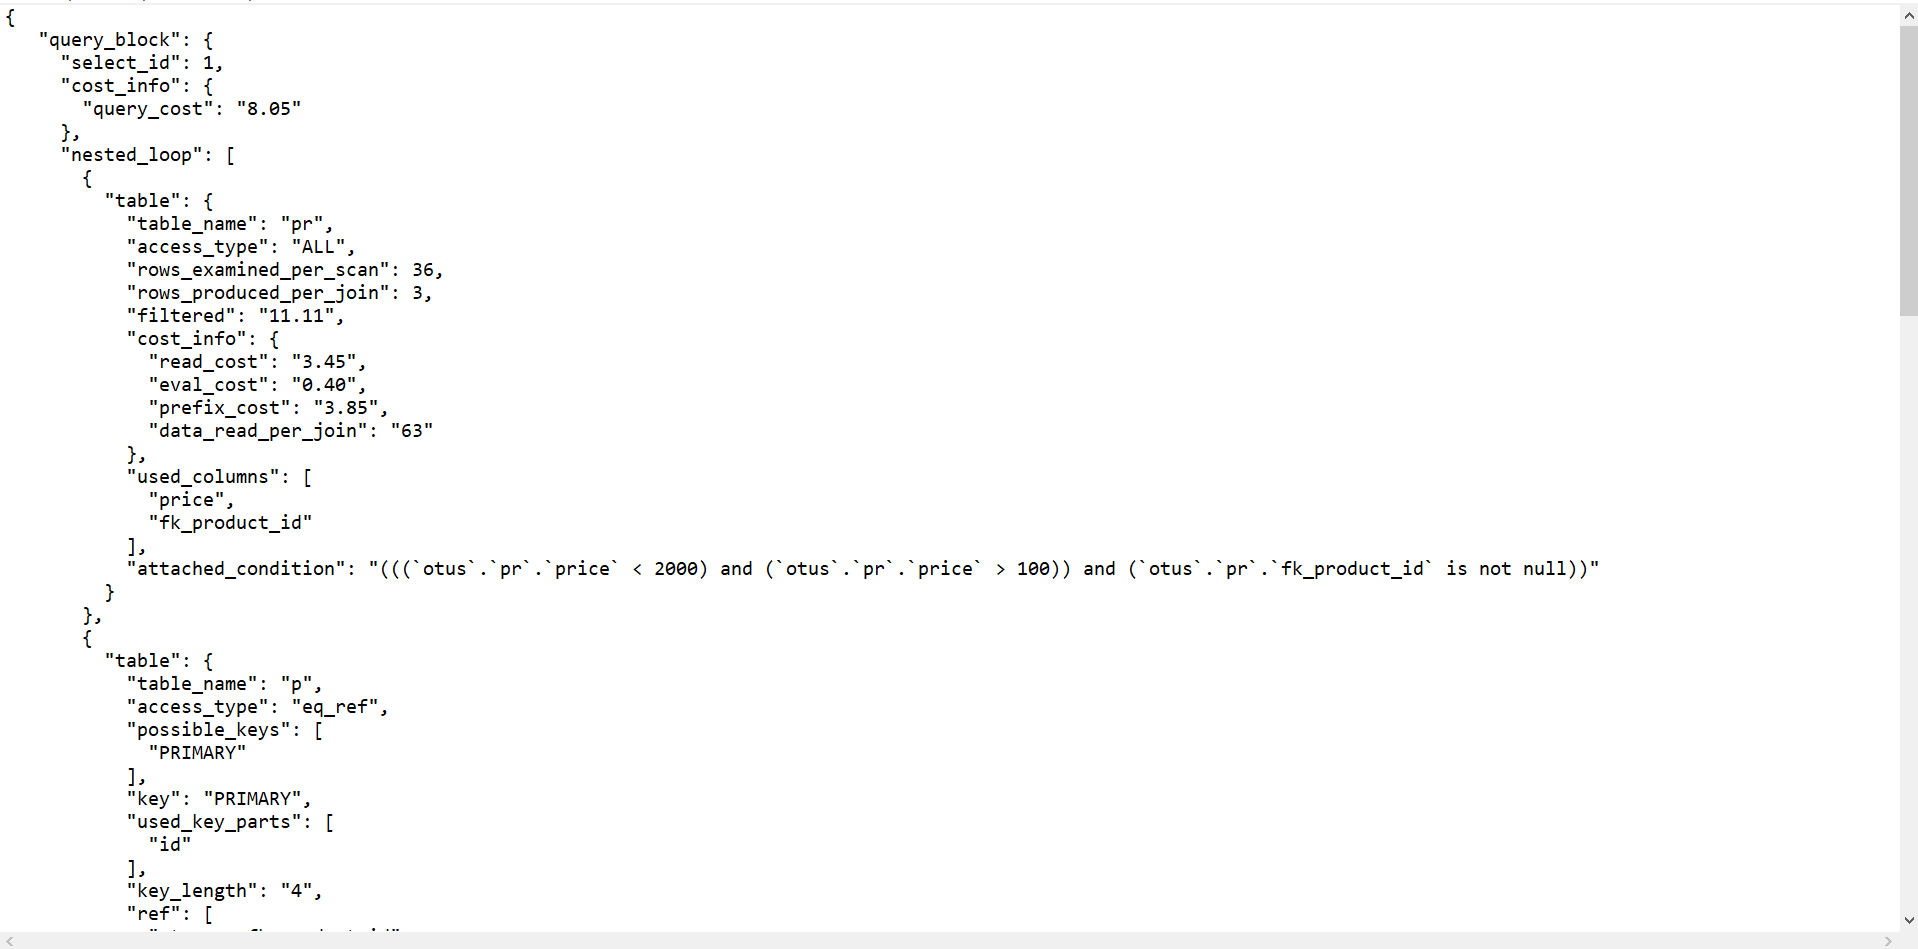 {
"query_block": {
"select_id": 1,
"cost_info": {
"query_cost": "8.05"
},
"nested_loop": [
{
"table": {
"table_name": "pr",
"access_type": "ALL",
"rows_examined_per_scan": 36,
"rows_produced_per_join": 3,
"filtered": "11.11",
"cost_info": {
"read_cost": "3.45",
"eval_cost": "0.40",
"prefix_cost": "3.85",
"data_read_per_join": "63"
},
"used_columns": [
"price",
"fk_product_id"
],
"attached_condition": "(((`otus`.`pr`.`price` < 2000) and (`otus`.`pr`.`price` > 100)) and (`otus`.`pr`.`fk_product_id` is not null))"
}
},
{
"table": {
"table_name": "p",
"access_type": "eq_ref",
"possible_keys": [
"PRIMARY"
],
"key": "PRIMARY",
"used_key_parts": [
"id"
],
"key_length": "4",
"ref": [